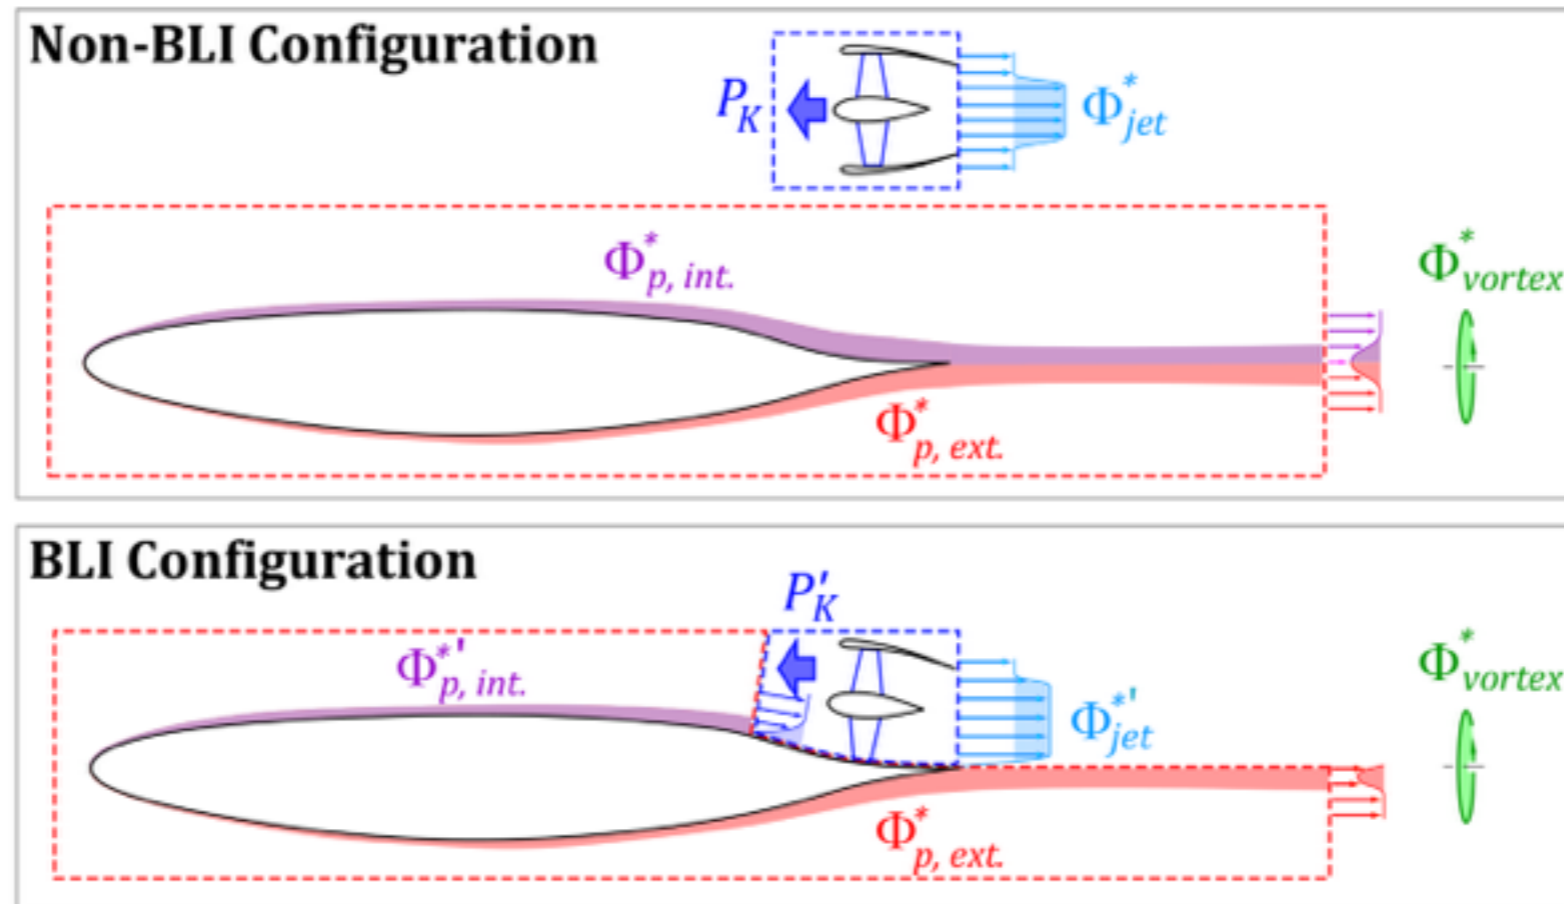 Non-BLI Configuration
P_K
Φ*_jet
Φ*_p, int.
Φ*_vortex
Φ*_p, ext.
BLI Configuration
P'_K
Φ*'_p, int.
Φ*_vortex
Φ*'_jet
Φ*_p, ext.